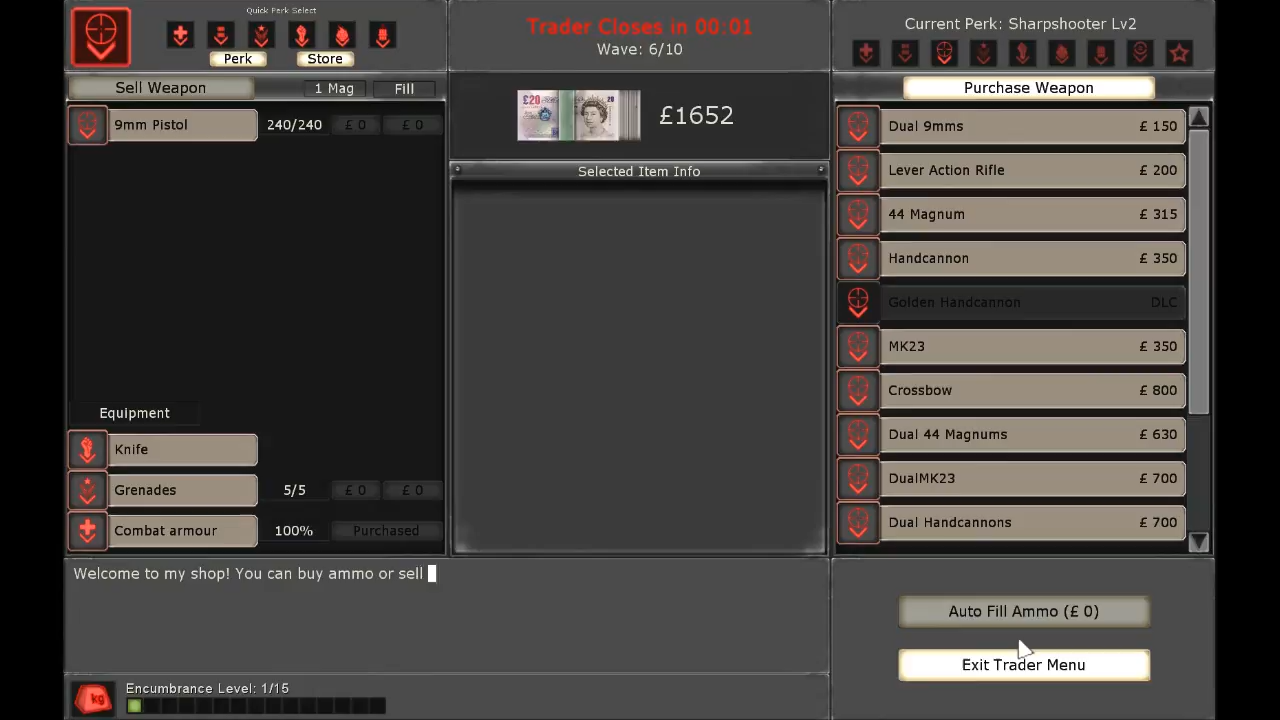 Quick Perk Select
Perk Store
Trader Closes in 00:01
Wave: 6/10
Current Perk: Sharpshooter Lv2
Sell Weapon 1 Mag Fill
9mm Pistol 240/240 £ 0 £ 0
£20 20
£1652
Selected Item Info
Purchase Weapon
Dual 9mms £ 150
Lever Action Rifle £ 200
44 Magnum £ 315
Handcannon £ 350
Golden Handcannon DLC
MK23 £ 350
Crossbow £ 800
Dual 44 Magnums £ 630
DualMK23 £ 700
Dual Handcannons £ 700
Equipment
Knife
Grenades 5/5 £ 0 £ 0
Combat armour 100% Purchased
Welcome to my shop! You can buy ammo or sell
Auto Fill Ammo (£ 0)
Exit Trader Menu
kg
Encumbrance Level: 1/15